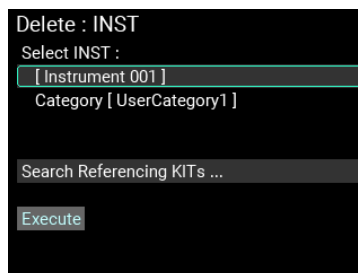 Delete : INST
Select INST :
[ Instrument 001 ]
Category [ UserCategory1 ]
Search Referencing KITs ...
Execute